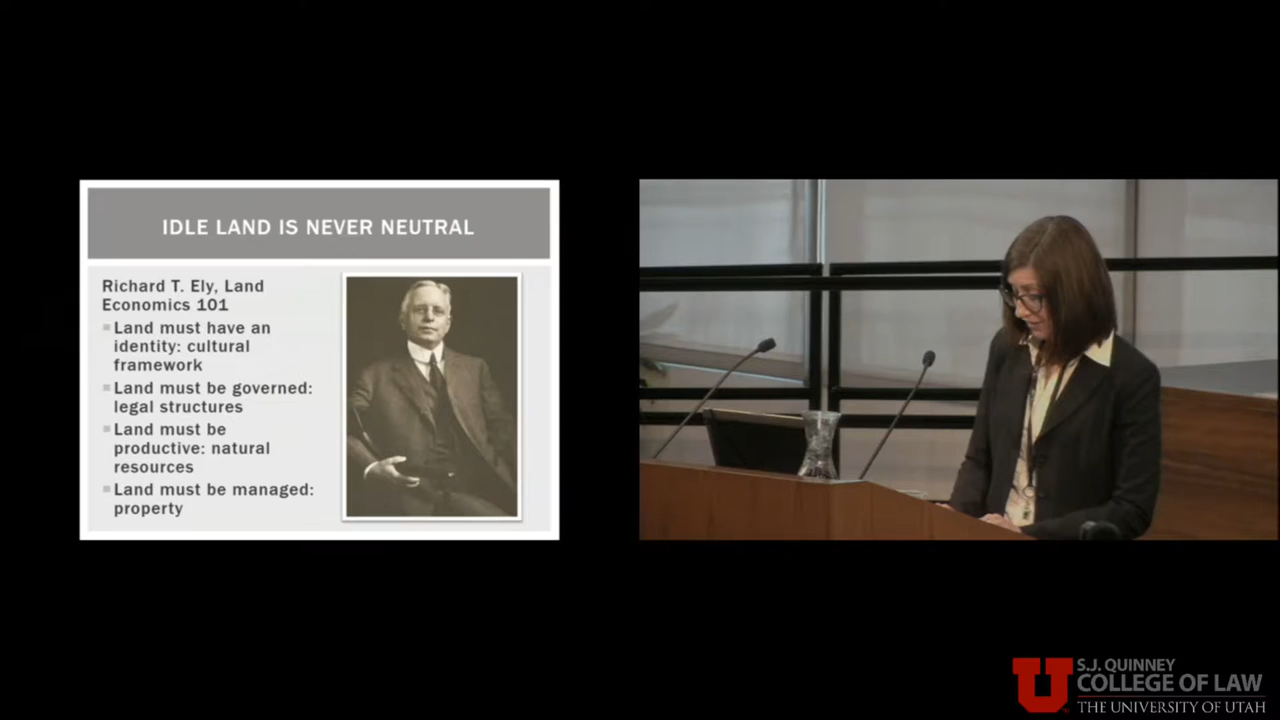 IDLE LAND IS NEVER NEUTRAL
Richard T. Ely, Land
Economics 101
Land must have an
identity: cultural
framework
Land must be governed:
legal structures
Land must be
productive: natural
resources
Land must be managed:
property
S.J. QUINNEY
COLLEGE OF LAW
THE UNIVERSITY OF UTAH